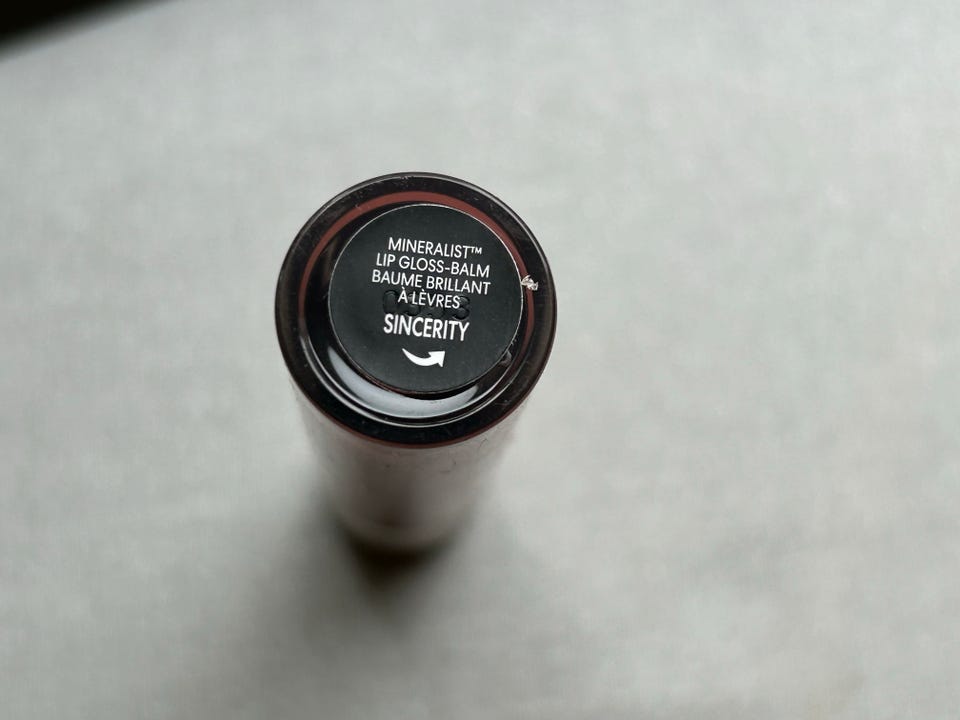 MINERALIST™
LIP GLOSS-BALM
BAUME BRILLANT
À LÈVRES
SINCERITY